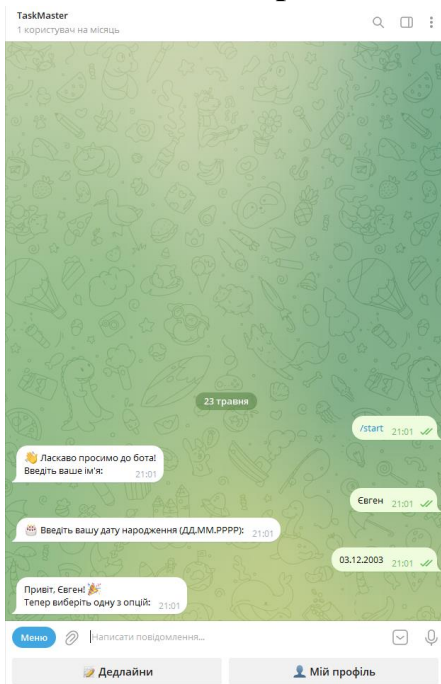 TaskMaster
1 користувач на місяць
23 травня
/start 21:01
👋 Ласкаво просимо до бота!
Введіть ваше ім'я: 21:01
Євген 21:01
🎂 Введіть вашу дату народження (ДД.ММ.РРРР): 21:01
03.12.2003 21:01
Привіт, Євген! 🎉
Тепер виберіть одну з опцій: 21:01
Меню Написати повідомлення...
📝 Дедлайни 👤 Мій профіль